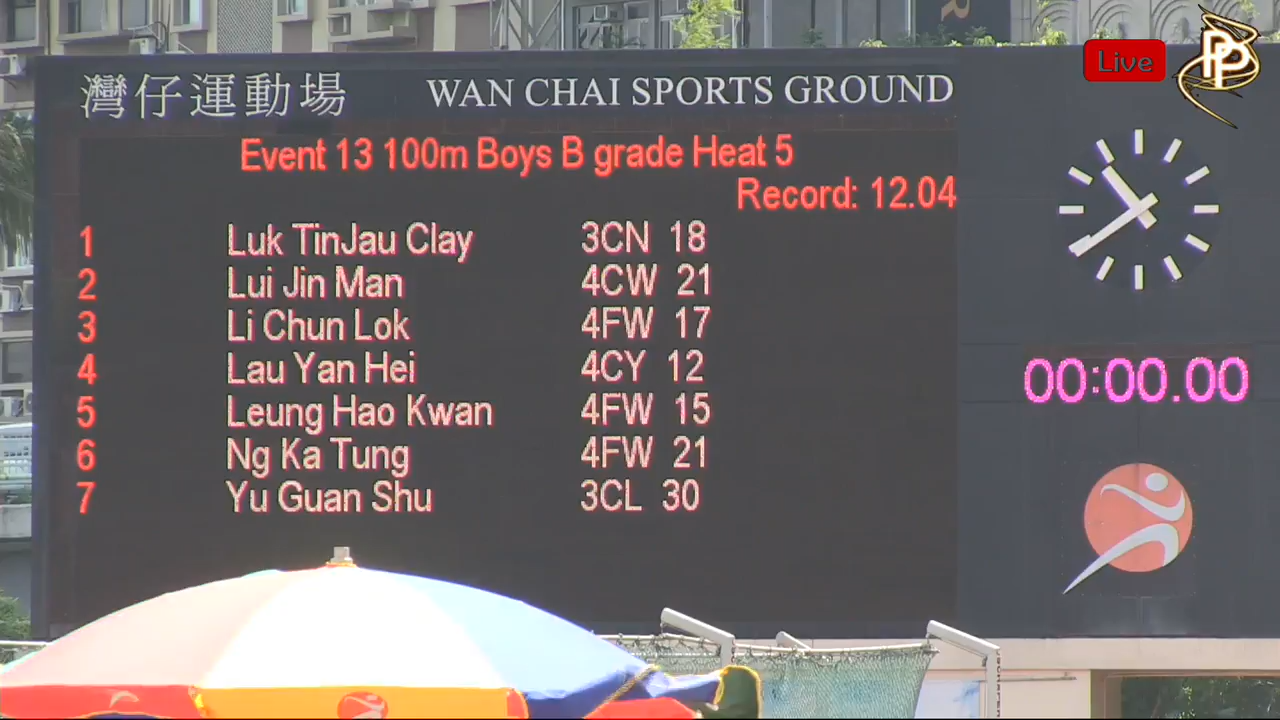 Live
PP
灣仔運動場 WAN CHAI SPORTS GROUND
Event 13 100m Boys B grade Heat 5
Record: 12.04
1 Luk TinJau Clay 3CN 18
2 Lui Jin Man 4CW 21
3 Li Chun Lok 4FW 17
4 Lau Yan Hei 4CY 12
5 Leung Hao Kwan 4FW 15
6 Ng Ka Tung 4FW 21
7 Yu Guan Shu 3CL 30
00:00.00